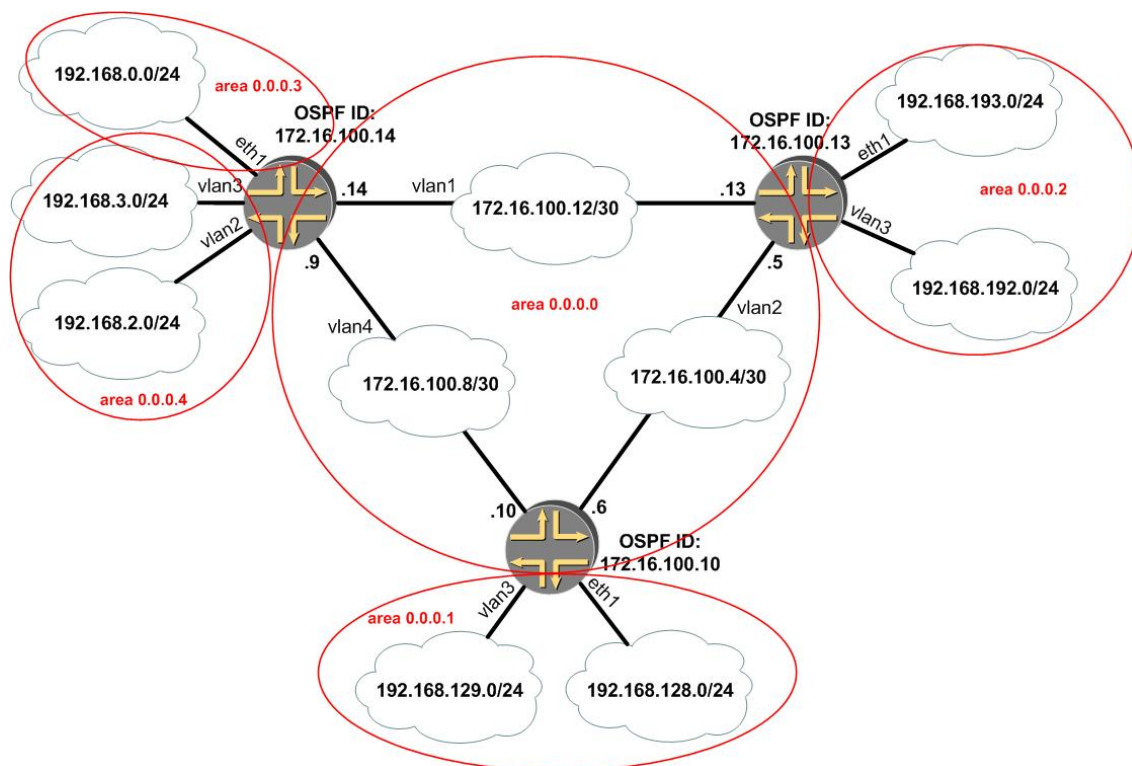 192.168.0.0/24
area 0.0.0.3
OSPF ID:
172.16.100.14
eth1
192.168.3.0/24
vlan3
vlan2
192.168.2.0/24
area 0.0.0.4
.14
vlan1
.9
vlan4
172.16.100.12/30
area 0.0.0.0
172.16.100.8/30
172.16.100.4/30
OSPF ID:
172.16.100.13
.13
.5
vlan2
eth1
192.168.193.0/24
area 0.0.0.2
vlan3
192.168.192.0/24
.10
.6
OSPF ID:
172.16.100.10
area 0.0.0.1
vlan3
eth1
192.168.129.0/24
192.168.128.0/24